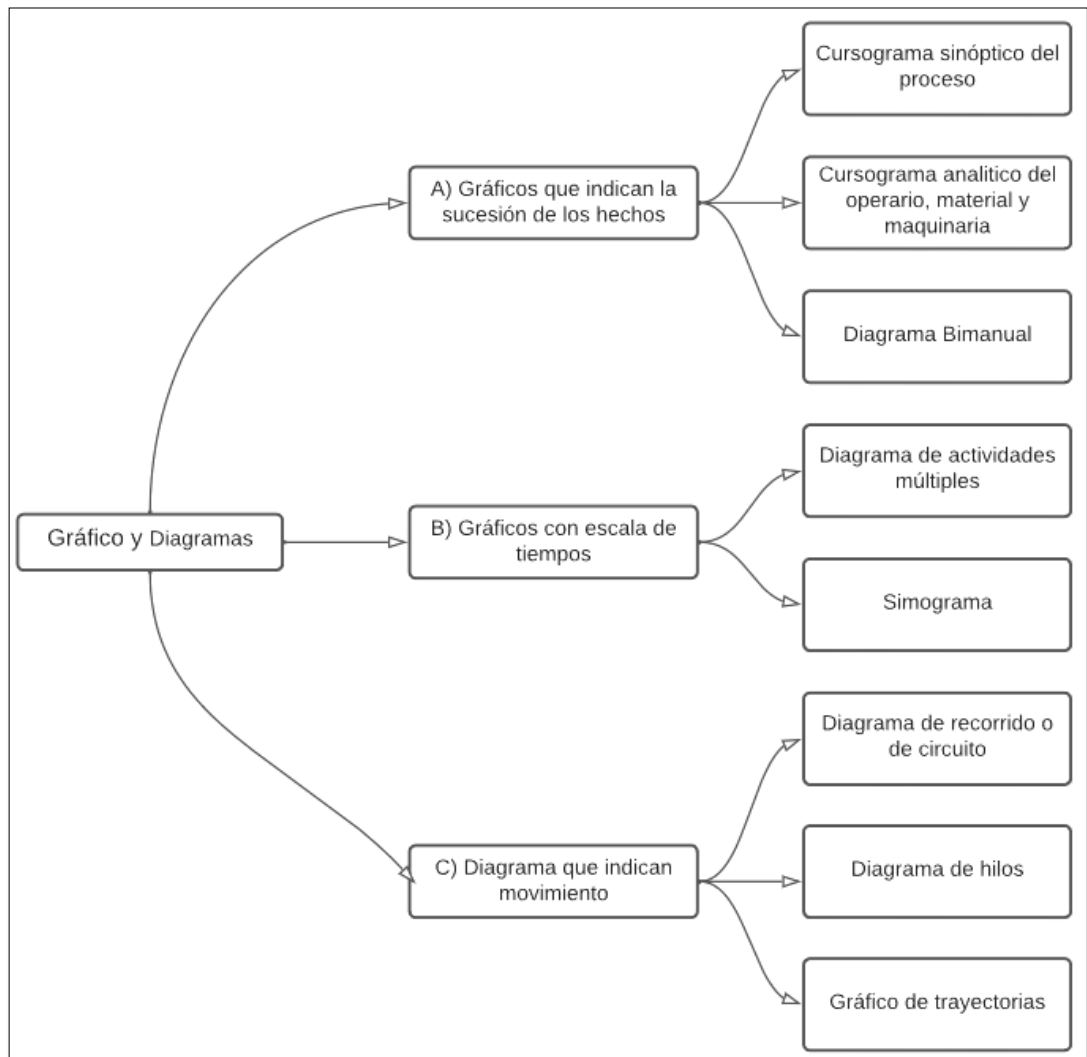 Gráfico y Diagramas
A) Gráficos que indican la
sucesión de los hechos
Cursograma sinóptico del
proceso
Cursograma analitico del
operario, material y
maquinaria
Diagrama Bimanual
B) Gráficos con escala de
tiempos
Diagrama de actividades
múltiples
Simograma
C) Diagrama que indican
movimiento
Diagrama de recorrido o
de circuito
Diagrama de hilos
Gráfico de trayectorias